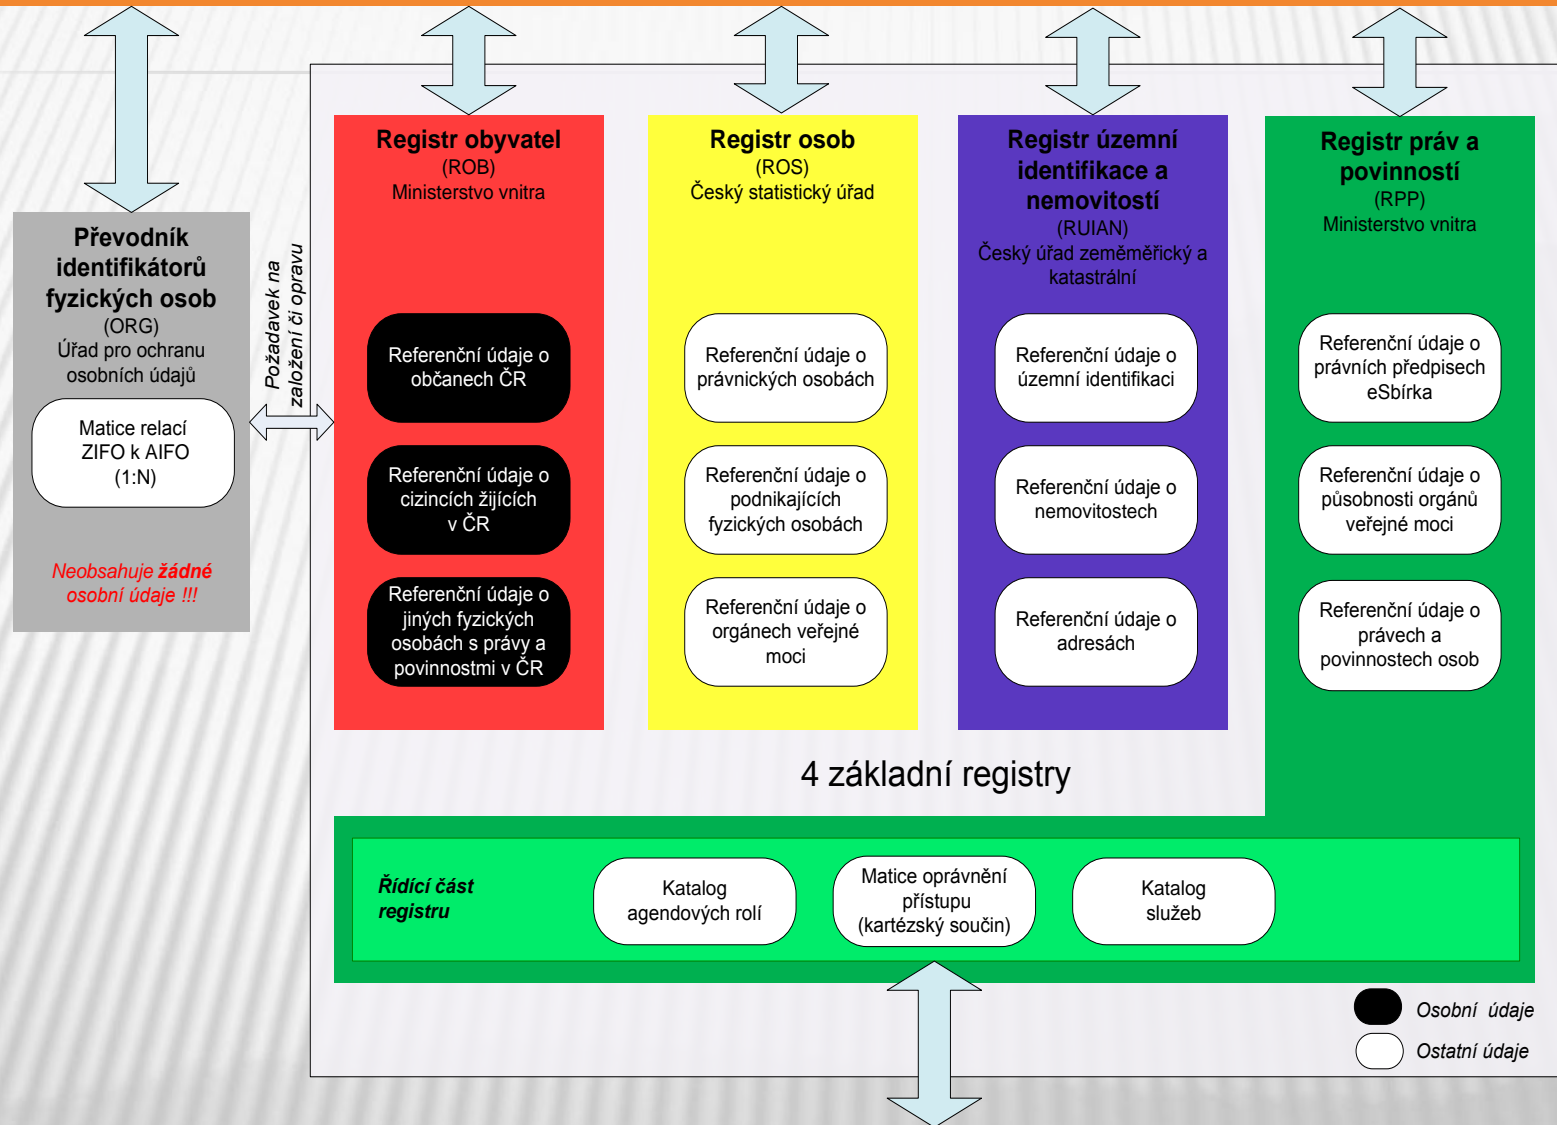 Převodník
identifikátorů
fyzických osob
(ORG)
Úřad pro ochranu
osobních údajů
Matice relací
ZIFO k AIFO
(1:N)
Neobsahuje žádné
osobní údaje !!!
Požadavek na
založení či opravu
Registr obyvatel
(ROB)
Ministerstvo vnitra
Referenční údaje o
občanech ČR
Referenční údaje o
cizincích žijících
v ČR
Referenční údaje o
jiných fyzických
osobách s právy a
povinnostmi v ČR
Registr osob
(ROS)
Český statistický úřad
Referenční údaje o
právnických osobách
Referenční údaje o
podnikajících
fyzických osobách
Referenční údaje o
orgánech veřejné
moci
Registr územní
identifikace a
nemovitostí
(RUIAN)
Český úřad zeměměřický a
katastrální
Referenční údaje o
územní identifikaci
Referenční údaje o
nemovitostech
Referenční údaje o
adresách
Registr práv a
povinností
(RPP)
Ministerstvo vnitra
Referenční údaje o
právních předpisech
eSbírka
Referenční údaje o
působnosti orgánů
veřejné moci
Referenční údaje o
právech a
povinnostech osob
4 základní registry
Řídící část
registru
Katalog
agendových rolí
Matice oprávnění
přístupu
(kartézský součin)
Katalog
služeb
Osobní údaje
Ostatní údaje